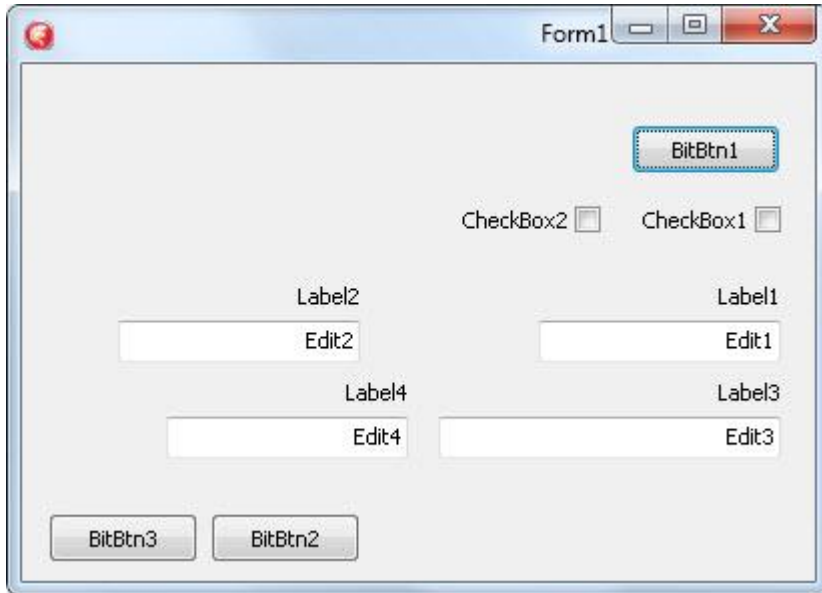 Form1
BitBtn1
CheckBox2 CheckBox1
Label2 Label1
Edit2 Edit1
Label4 Label3
Edit4 Edit3
BitBtn3 BitBtn2